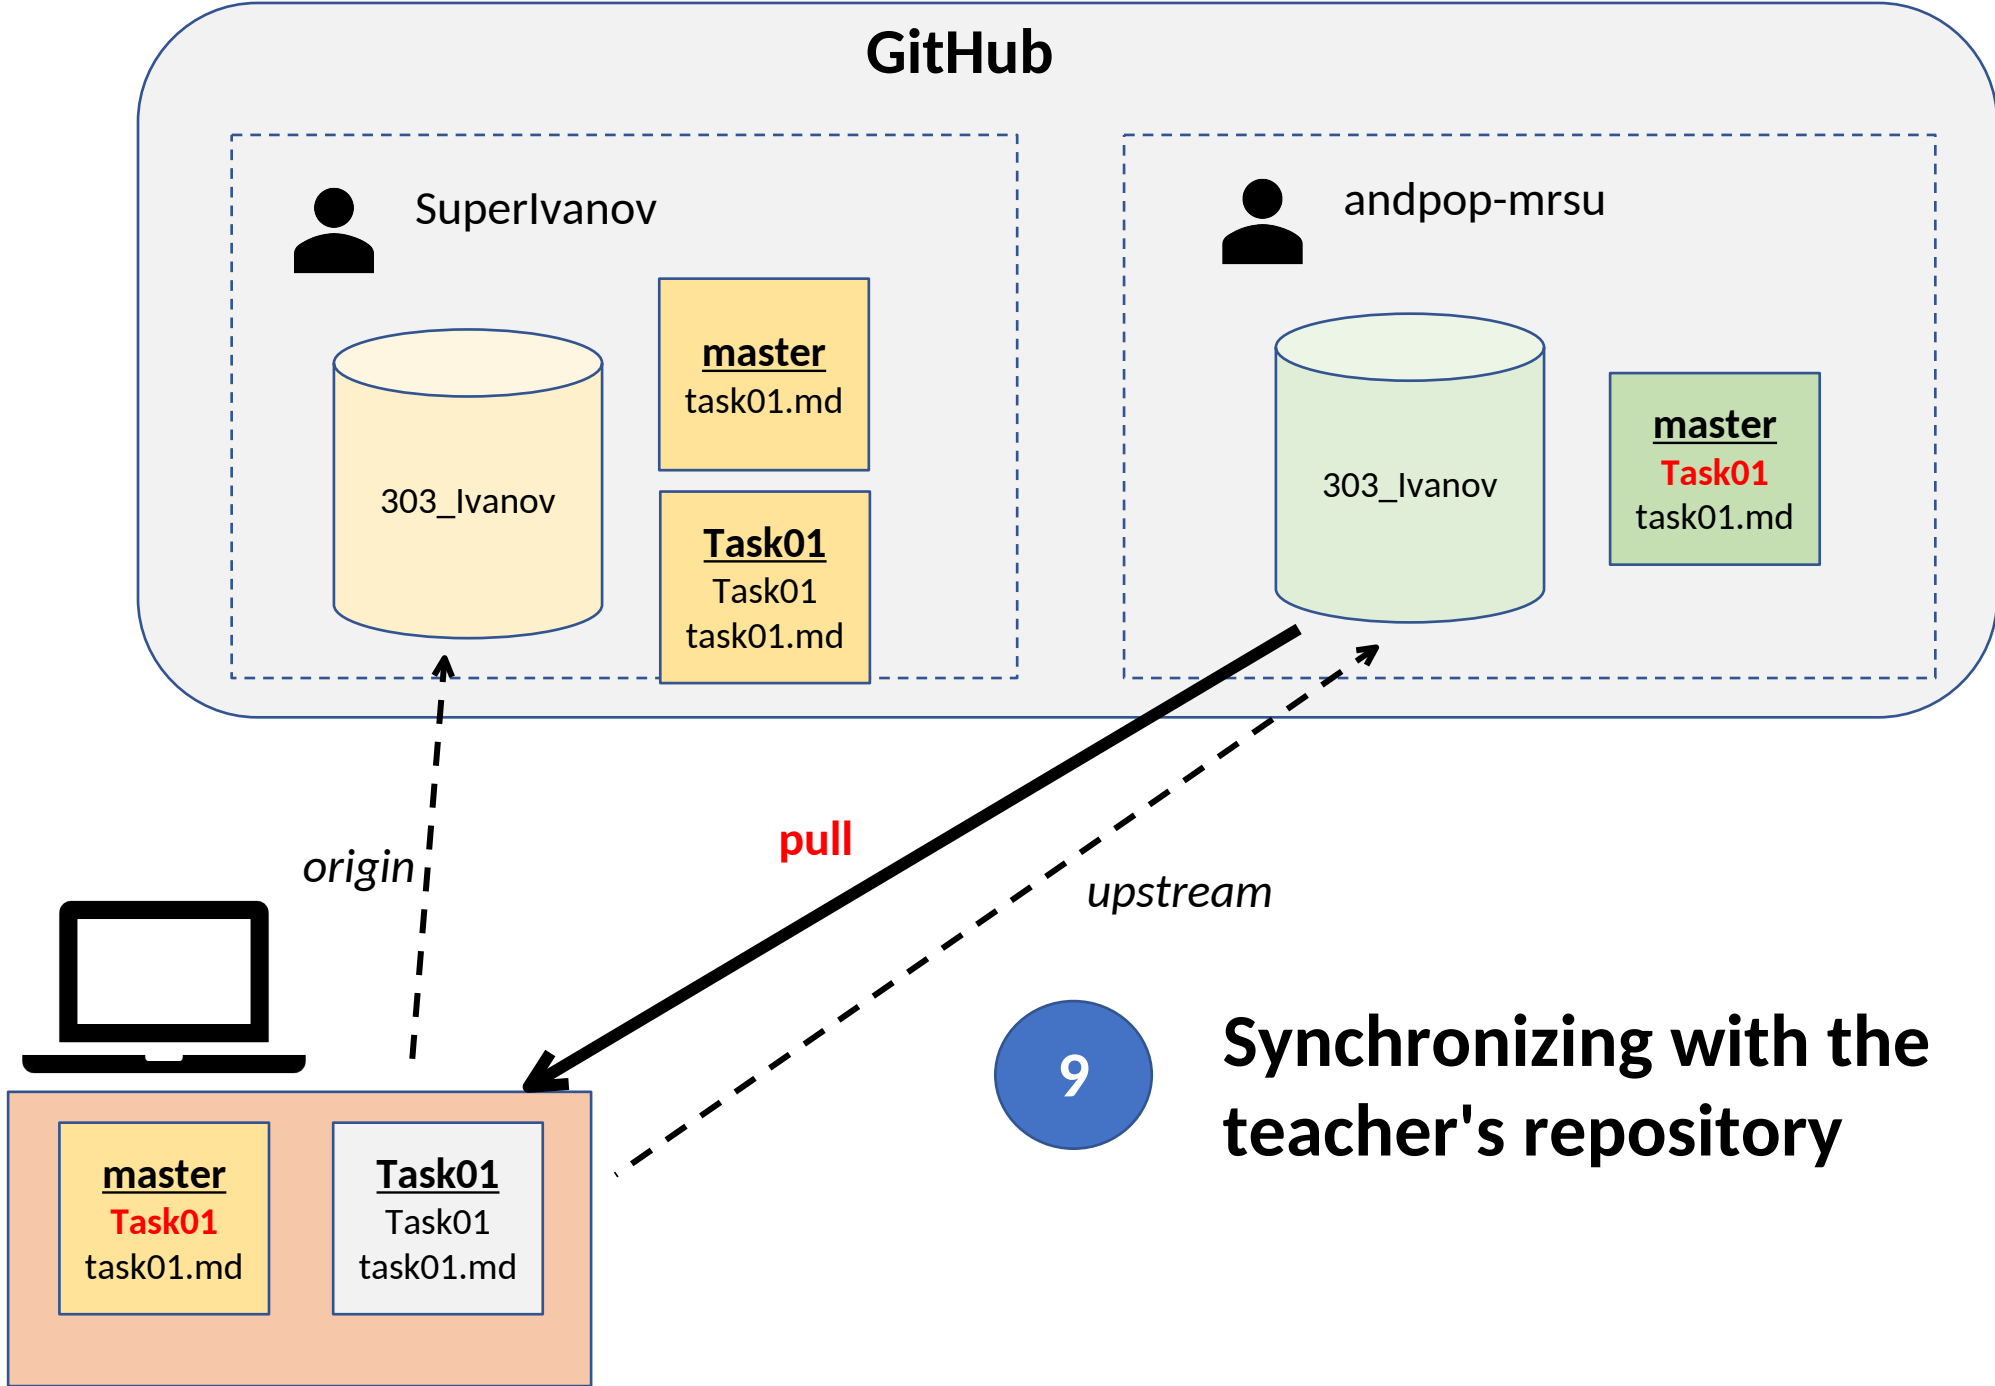 GitHub
SuperIvanov
303_Ivanov
master
task01.md
Task01
Task01
task01.md
andpop-mrsu
303_Ivanov
master
Task01
task01.md
origin
pull
upstream
master
Task01
task01.md
Task01
Task01
task01.md
9
Synchronizing with the
teacher's repository